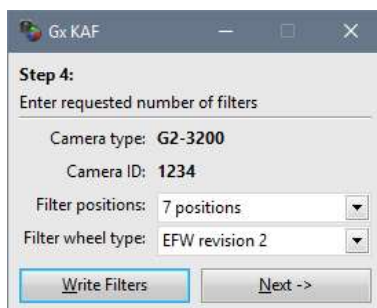 Gx KAF
Step 4:
Enter requested number of filters
Camera type: G2-3200
Camera ID: 1234
Filter positions: 7 positions
Filter wheel type: EFW revision 2
Write Filters Next ->